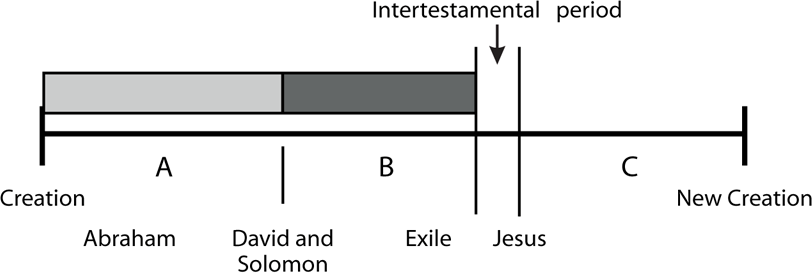 Intertestamental period
A
B
C
Creation
New Creation
Abraham
David and
Solomon
Exile
Jesus